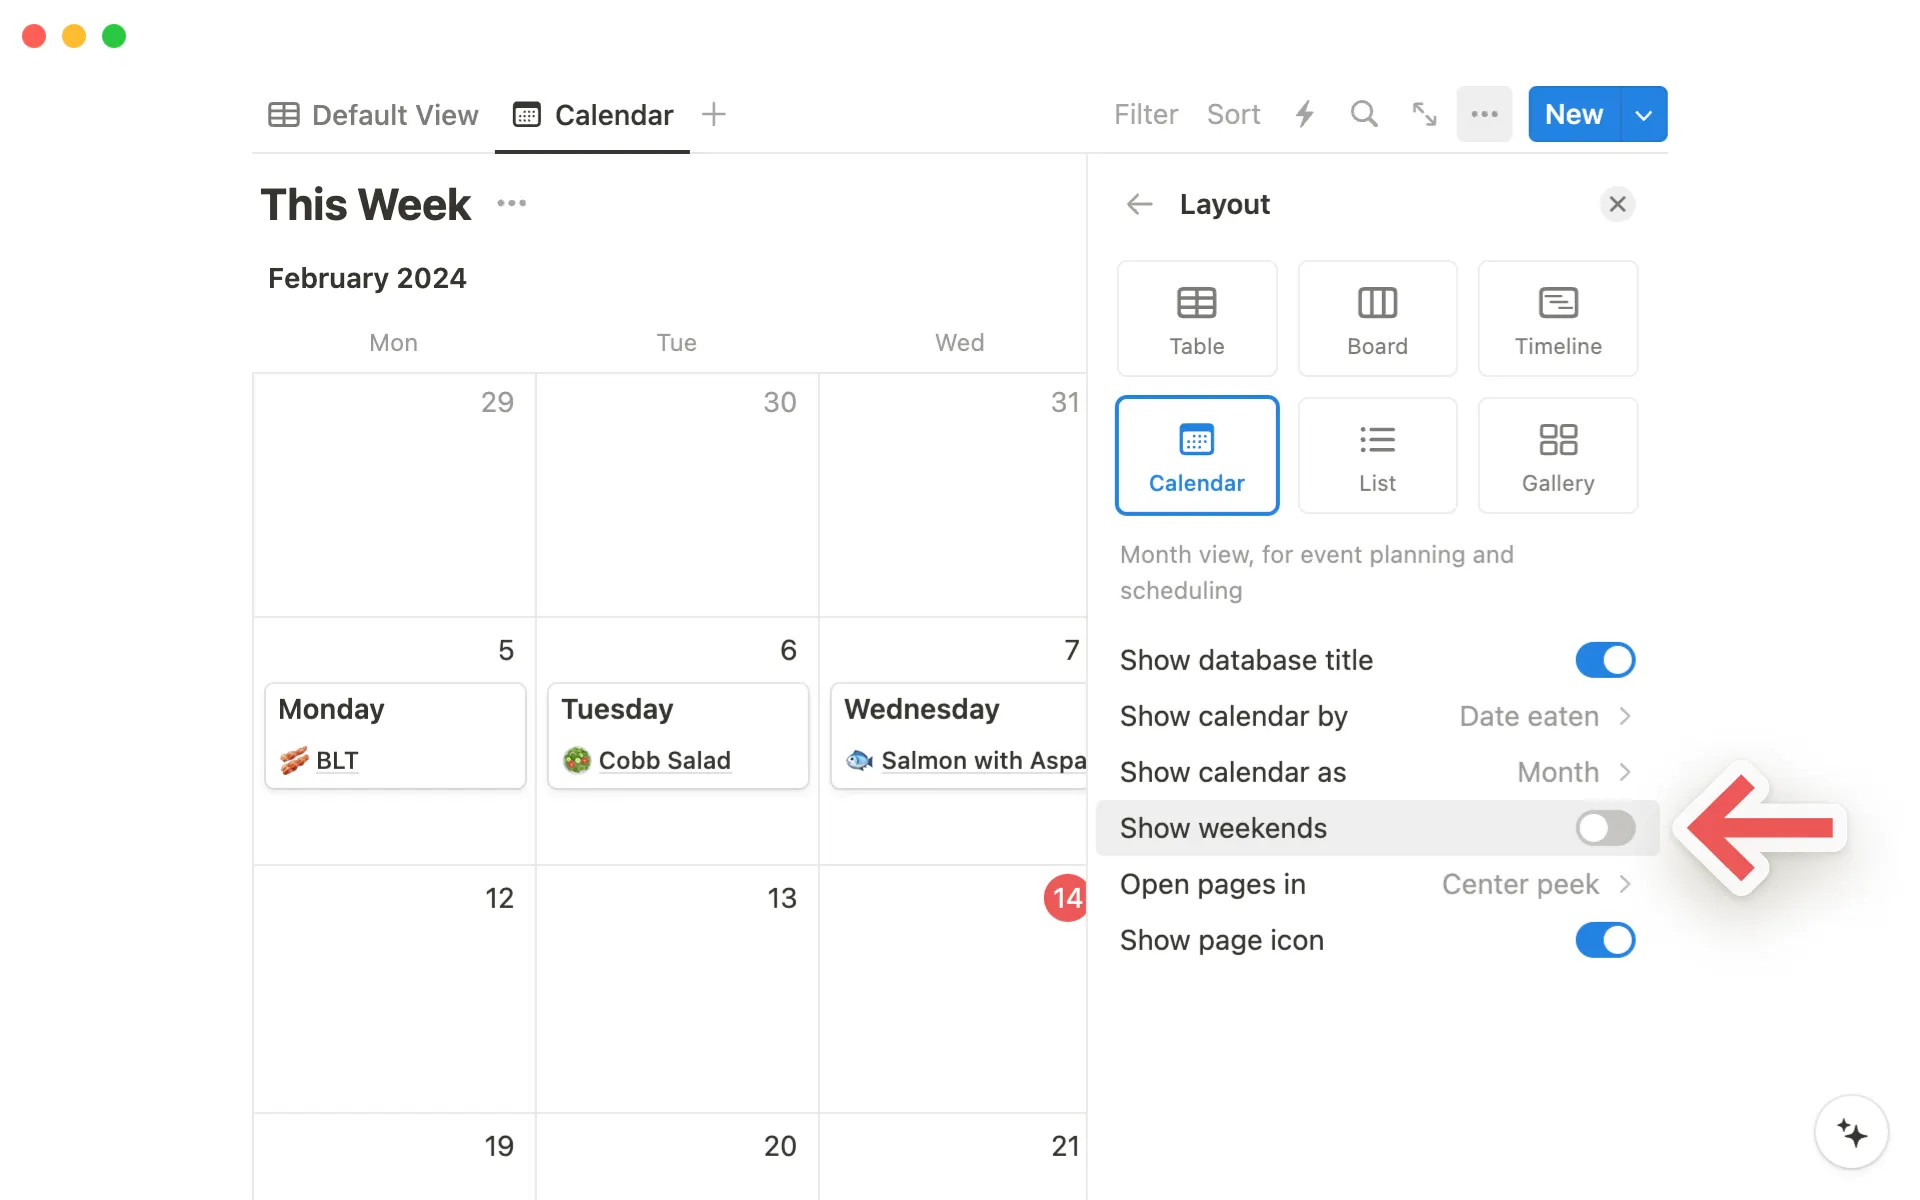 Default View Calendar Filter Sort New
This Week
February 2024
Mon Tue Wed
29 30 31
5 6 7
Monday Tuesday Wednesday
BLT Cobb Salad Salmon with Aspa
12 13 14
19 20 21
Layout
Table Board Timeline
Calendar List Gallery
Month view, for event planning and
scheduling
Show database title
Show calendar by Date eaten
Show calendar as Month
Show weekends
Open pages in Center peek
Show page icon